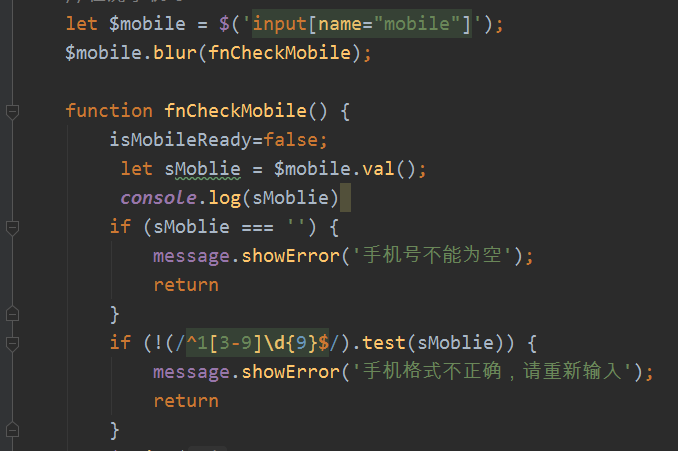 let $mobile = $('input[name="mobile"]');
$mobile.blur(fnCheckMobile);
function fnCheckMobile() {
isMobileReady=false;
let sMoblie = $mobile.val();
console.log(sMoblie)
if (sMoblie === '') {
message.showError('手机号不能为空');
return
}
if (!(/^1[3-9]\d{9}$/).test(sMoblie)) {
message.showError('手机格式不正确，请重新输入');
return
}